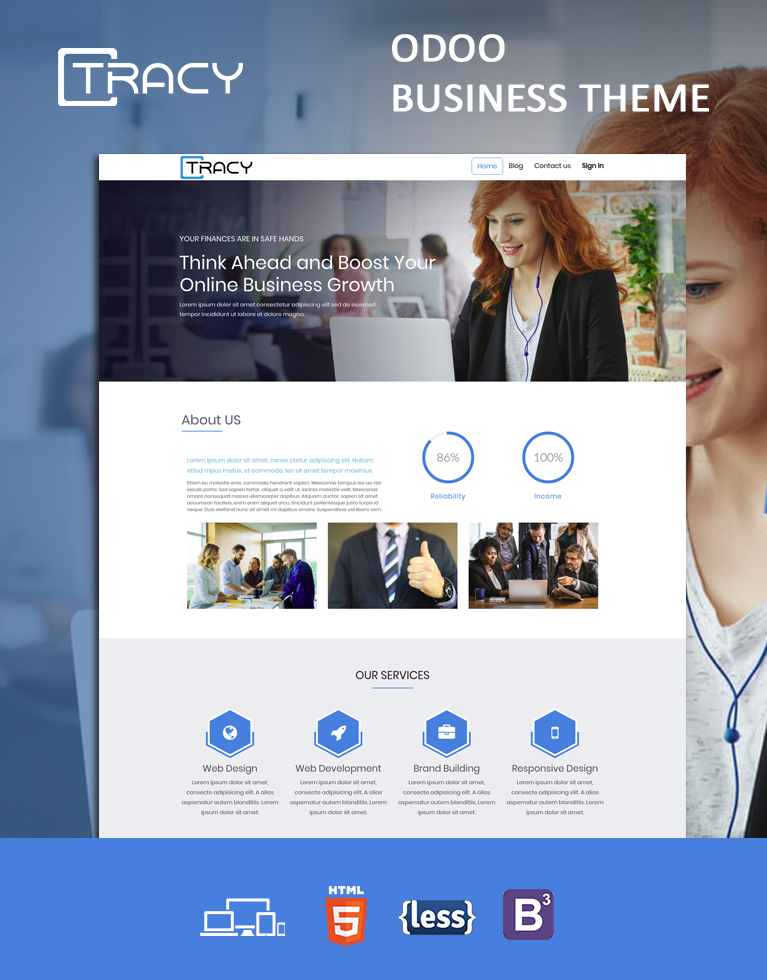 TRACY
ODOO
BUSINESS THEME
TRACY
Home Blog Contact us Sign in
YOUR FINANCES ARE IN SAFE HANDS
Think Ahead and Boost Your
Online Business Growth
Lorem ipsum dolor sit amet consectetur adipiscing elit sed do eiusmod
tempor incididunt ut labore et dolore magna.
About US
Lorem ipsum dolor sit amet, conse ctetur adipiscing elit. Nullam
etted mpus metus, et commodo, leo sit amet tempor maximus.
Etiam eu molestie eros, commodo hendrerit sapien. Maecenas tempus leo ac nisi
iaculis porta. Sed sapien tortor, aliquet a velit ut, lacinia molestie velit. Maecenas
ornare consequat massa ullamcorper dapibus. Aliquam auctor, sapien sit amet
accumsan facilisis, enim enim aliquet arcu, tincidunt pellentesque justo turpis id
neque. Duis eleifend nunc sit amet mi dapibus ornare. Suspendisse vel libero sem.
86% 100%
Reliability Income
OUR SERVICES
Web Design Web Development Brand Building Responsive Design
Lorem ipsum dolor sit amet, Lorem ipsum dolor sit amet, Lorem ipsum dolor sit amet, Lorem ipsum dolor sit amet,
consecte adipisicing elit. A alias consecte adipisicing elit. A alias consecte adipisicing elit. A alias consecte adipisicing elit. A alias
aspernatur autem blanditiis. Lorem aspernatur autem blanditiis. Lorem aspernatur autem blanditiis. Lorem aspernatur autem blanditiis. Lorem
ipsum dolor sit amet. ipsum dolor sit amet. ipsum dolor sit amet. ipsum dolor sit amet.
HTML
5 {less} B3